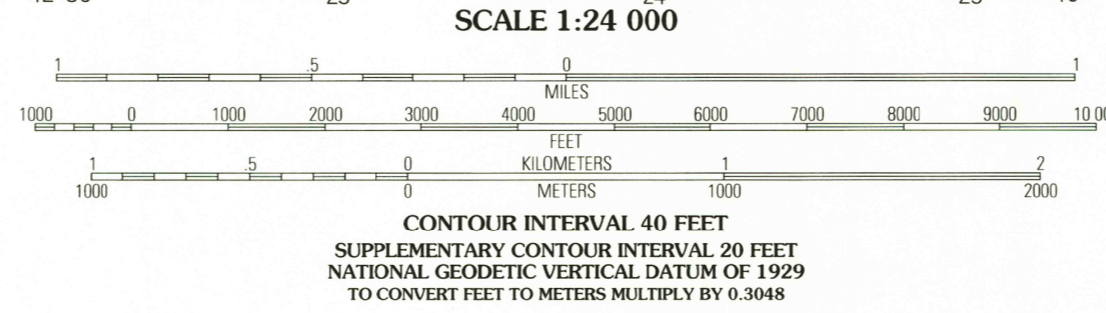 SCALE 1:24 000
1 .5 0 1
MILES
1000 0 1000 2000 3000 4000 5000 6000 7000 8000 9000
FEET
1 .5 0 KILOMETERS 1 2
1000 0 METERS 1000 2000
CONTOUR INTERVAL 40 FEET
SUPPLEMENTARY CONTOUR INTERVAL 20 FEET
NATIONAL GEODETIC VERTICAL DATUM OF 1929
TO CONVERT FEET TO METERS MULTIPLY BY 0.3048